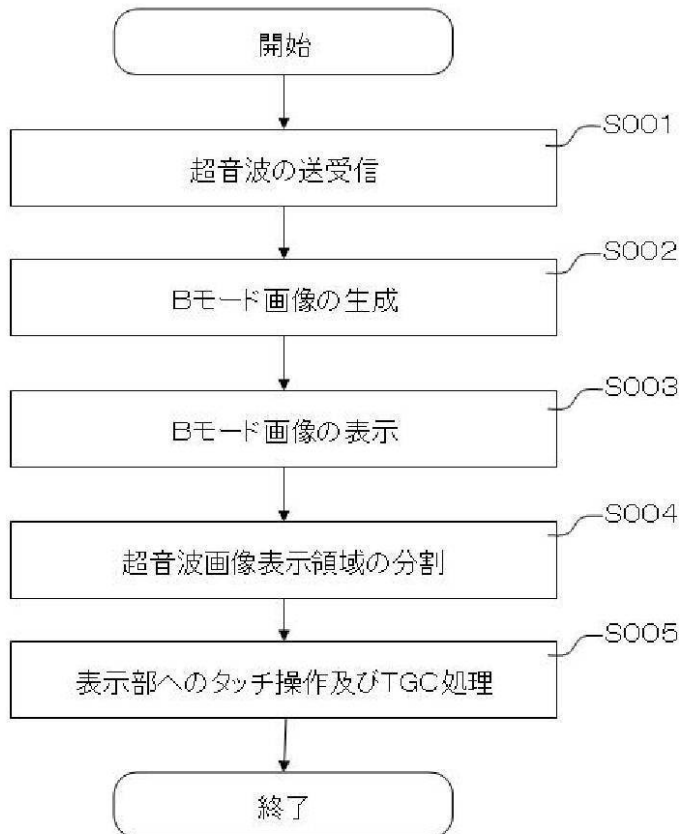 開始
S001
超音波の送受信
S002
Bモード画像の生成
S003
Bモード画像の表示
S004
超音波画像表示領域の分割
S005
表示部へのタッチ操作及びTGC処理
終了